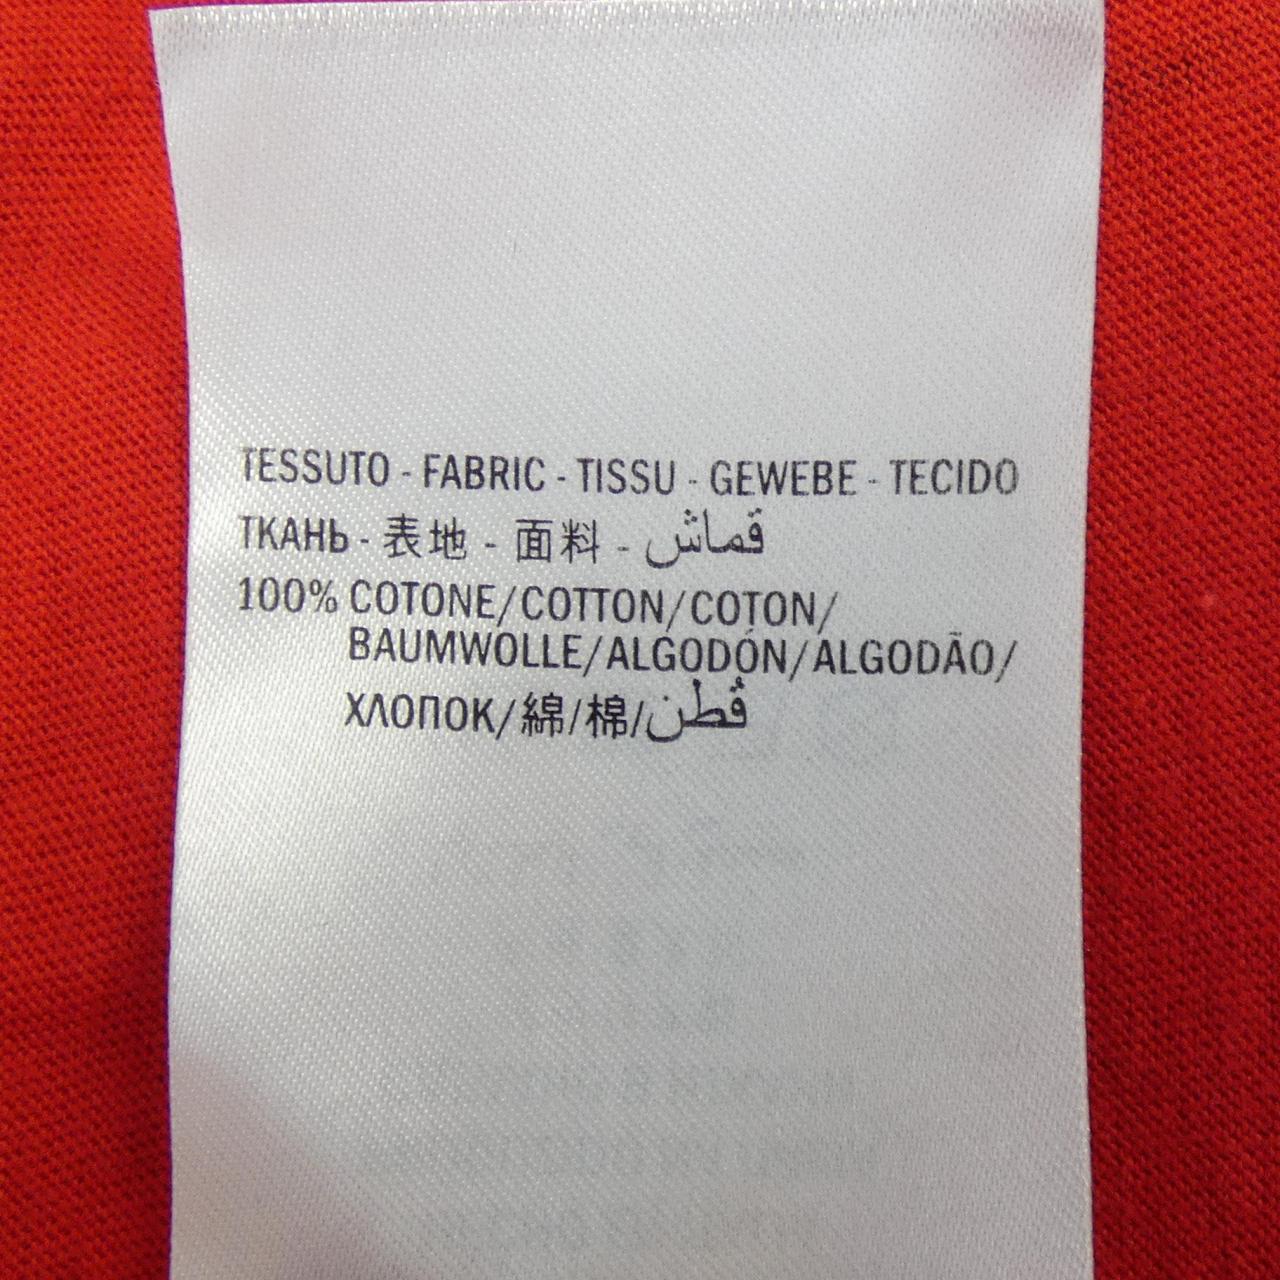 TESSUTO - FABRIC - TISSU - GEWEBE - TECIDO
ТКАНЬ - 表地 - 面料 - قماش
100% COTONE/COTTON/COTON/
BAUMWOLLE/ALGODÓN/ALGODÃO/
ХЛОПОК/綿/棉/قُطن